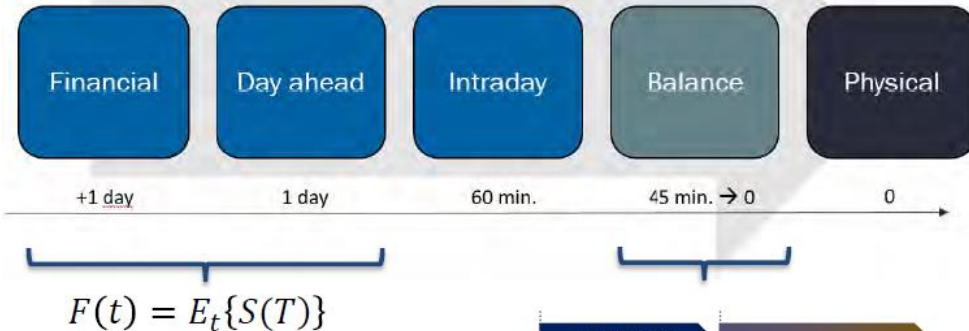 Financial Day ahead Intraday Balance Physical
+1 day 1 day 60 min. 45 min. → 0 0
F(t) = E_t{S(T)}